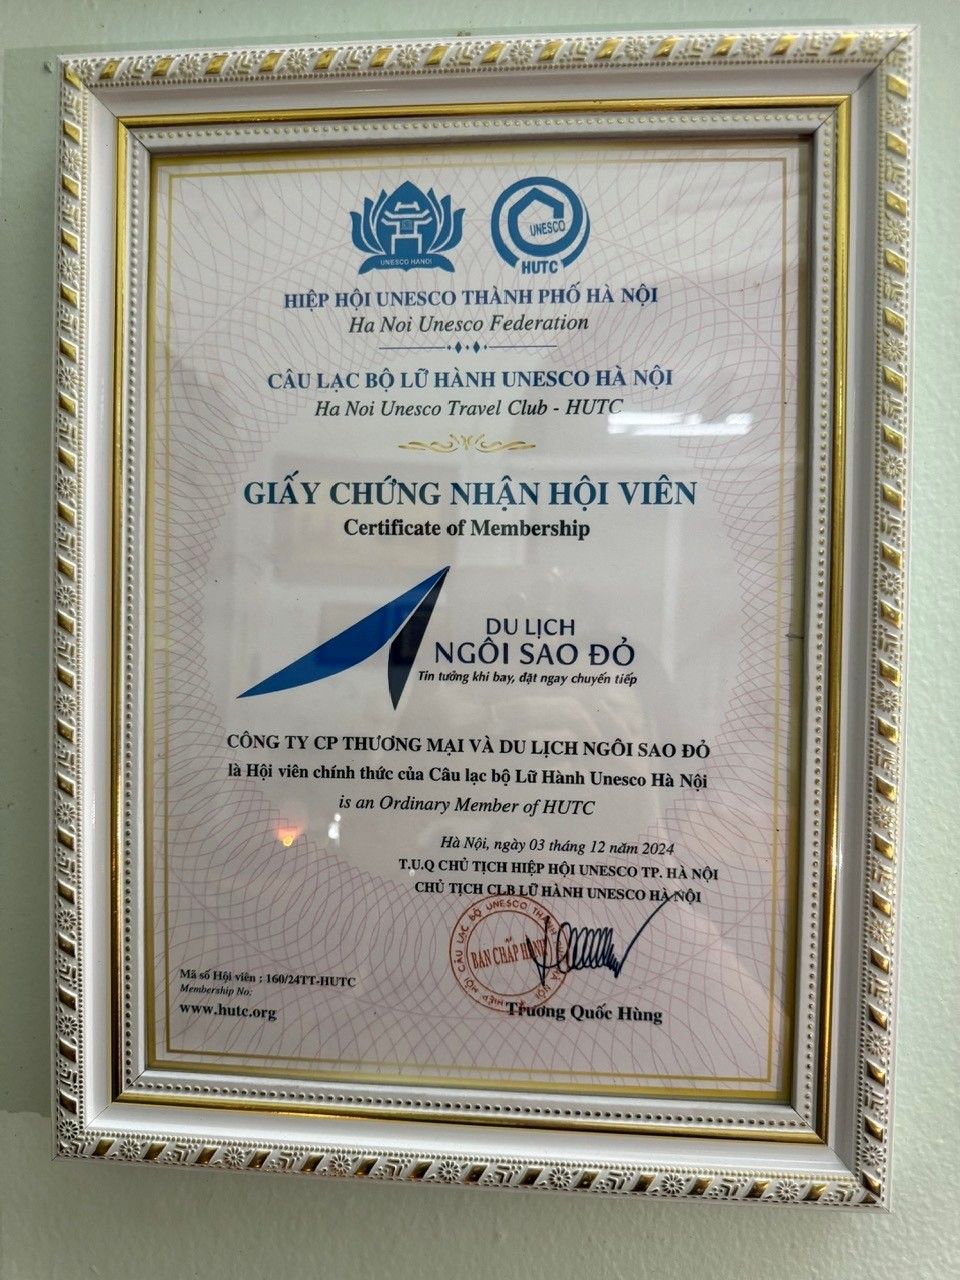 UNESCO HANOI
UNESCO
HUTC
HIỆP HỘI UNESCO THÀNH PHỐ HÀ NỘI
Ha Noi Unesco Federation
CÂU LẠC BỘ LỮ HÀNH UNESCO HÀ NỘI
Ha Noi Unesco Travel Club - HUTC
GIẤY CHỨNG NHẬN HỘI VIÊN
Certificate of Membership
DU LỊCH
NGÔI SAO ĐỎ
Tin tưởng khi bay, đặt ngay chuyến tiếp
CÔNG TY CP THƯƠNG MẠI VÀ DU LỊCH NGÔI SAO ĐỎ
là Hội viên chính thức của Câu lạc bộ Lữ Hành Unesco Hà Nội
is an Ordinary Member of HUTC
Hà Nội, ngày 03 tháng 12 năm 2024
T.U.Q CHỦ TỊCH HIỆP HỘI UNESCO TP. HÀ NỘI
CHỦ TỊCH CLB LỮ HÀNH UNESCO HÀ NỘI
CÂU LẠC BỘ UNESCO
BAN CHẤP HÀNH
Mã số Hội viên : 160/24TT-HUTC
Membership No:
www.hutc.org
Trương Quốc Hùng